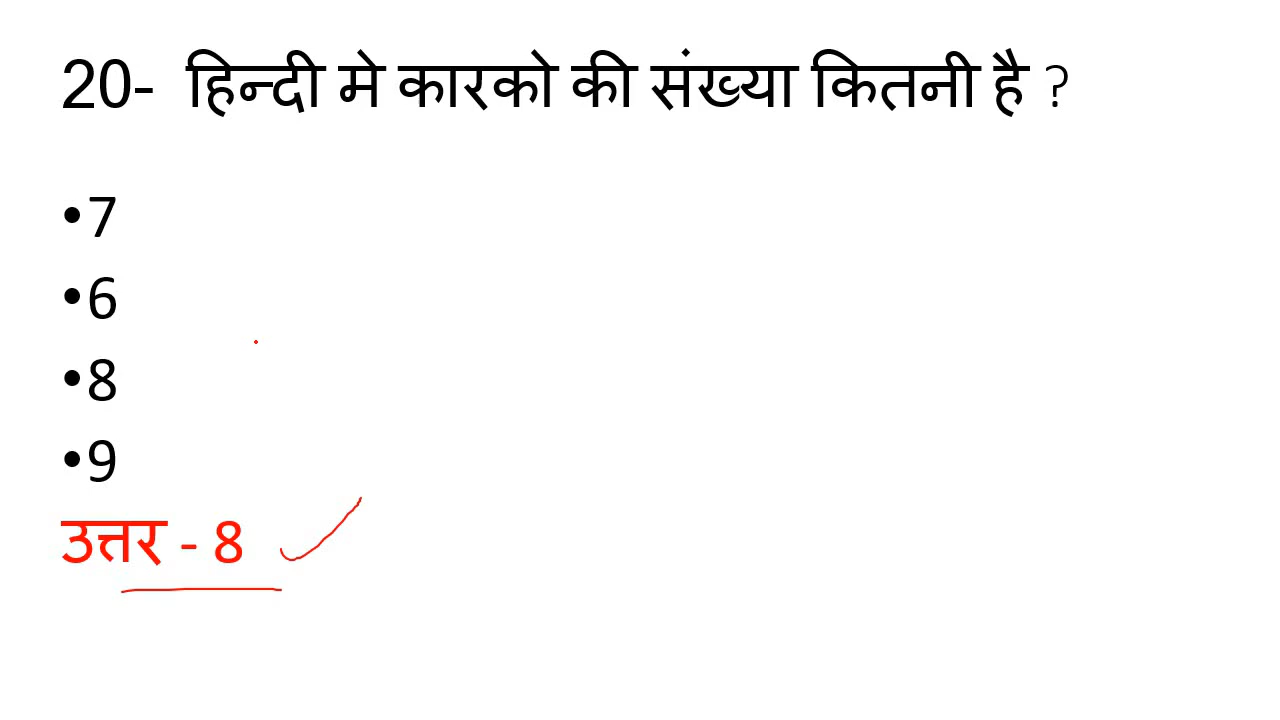 20- हिन्दी मे कारको की संख्या कितनी है ?
•7
•6
•8
•9
उत्तर - 8